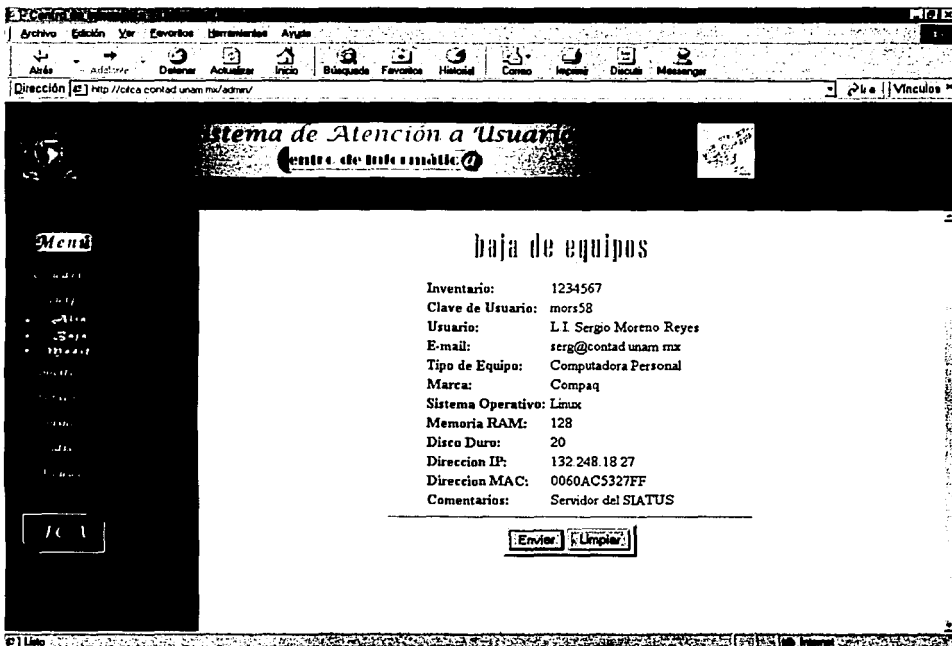 Archivo Edición Ver Favoritos Herramientas Ayuda
Atrás Adelante Detener Actualizar Inicio Búsqueda Favoritos Historial Correo Imprimir Discutir Messenger
Dirección http://cifca.contad.unam.mx/admin/ Vínculos
stema de Atención a Usuario
entro de Informátic@
Menú
baja de equipos
Inventario: 1234567
Clave de Usuario: mors58
Usuario: L.I. Sergio Moreno Reyes
E-mail: serg@contad.unam.mx
Tipo de Equipo: Computadora Personal
Marca: Compaq
Sistema Operativo: Linux
Memoria RAM: 128
Disco Duro: 20
Direccion IP: 132.248.18.27
Direccion MAC: 0060AC5327FF
Comentarios: Servidor del SIATUS
Enviar Limpiar
Listo Internet